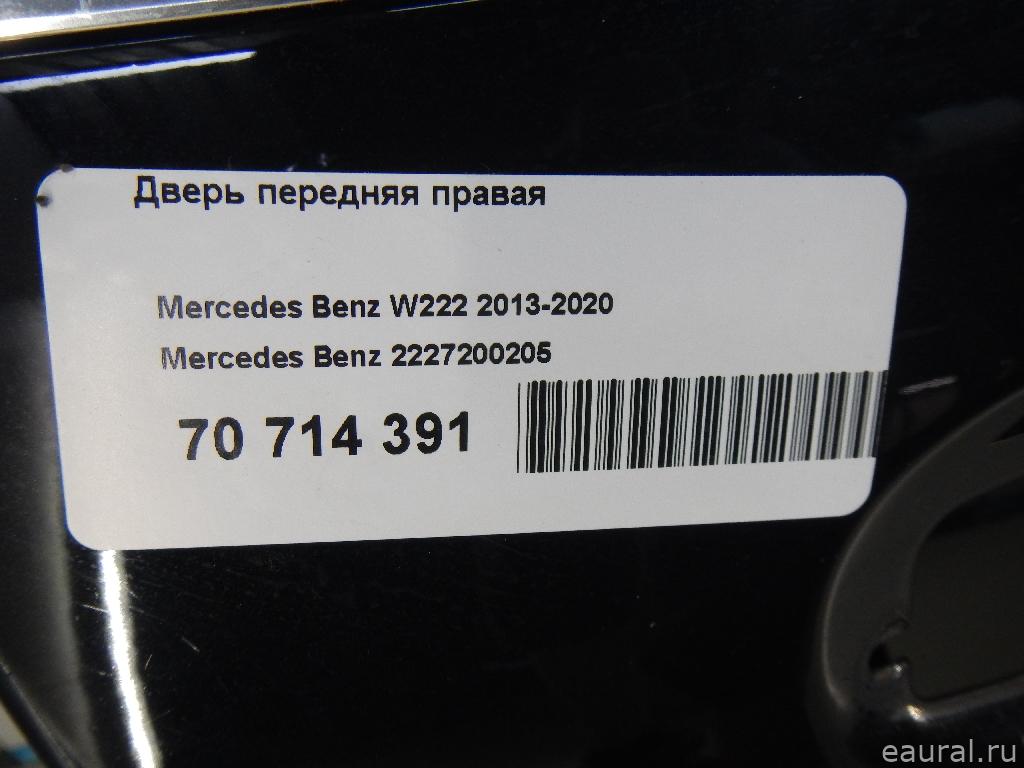 Дверь передняя правая
Mercedes Benz W222 2013-2020
Mercedes Benz 2227200205
70 714 391
eaural.ru